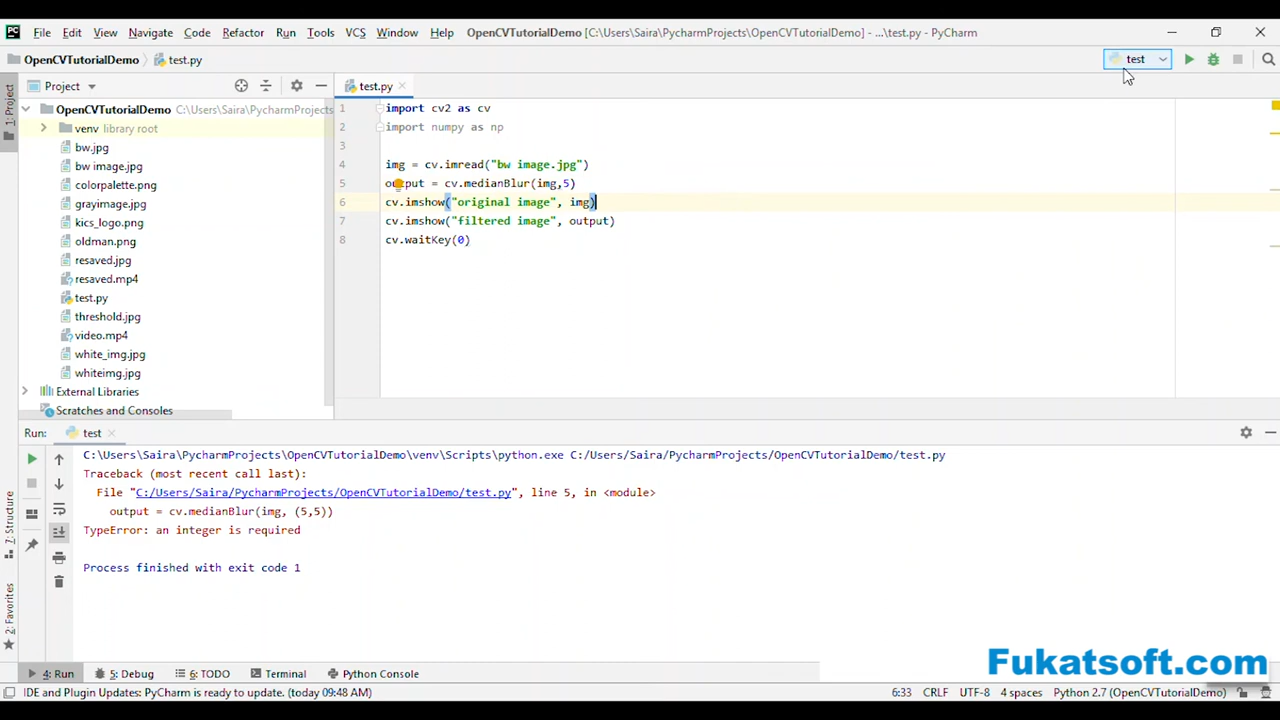 PC File Edit View Navigate Code Refactor Run Tools VCS Window Help OpenCVTutorialDemo [C:\Users\Saira\PycharmProjects\OpenCVTutorialDemo] - ...\test.py - PyCharm
OpenCVTutorialDemo test.py test
1: Project
Project
test.py
OpenCVTutorialDemo C:\Users\Saira\PycharmProjects
venv library root
bw.jpg
bw image.jpg
colorpalette.png
grayimage.jpg
kics_logo.png
oldman.png
resaved.jpg
resaved.mp4
test.py
threshold.jpg
video.mp4
white_img.jpg
whiteimg.jpg
External Libraries
Scratches and Consoles
1 import cv2 as cv
2 import numpy as np
3
4 img = cv.imread("bw image.jpg")
5 output = cv.medianBlur(img,5)
6 cv.imshow("original image", img)
7 cv.imshow("filtered image", output)
8 cv.waitKey(0)
Run: test
C:\Users\Saira\PycharmProjects\OpenCVTutorialDemo\venv\Scripts\python.exe C:/Users/Saira/PycharmProjects/OpenCVTutorialDemo/test.py
Traceback (most recent call last):
File "C:/Users/Saira/PycharmProjects/OpenCVTutorialDemo/test.py", line 5, in <module>
output = cv.medianBlur(img, (5,5))
TypeError: an integer is required
Process finished with exit code 1
7: Structure
2: Favorites
4: Run 5: Debug 6: TODO Terminal Python Console
Fukatsoft.com
IDE and Plugin Updates: PyCharm is ready to update. (today 09:48 AM) 6:33 CRLF UTF-8 4 spaces Python 2.7 (OpenCVTutorialDemo)